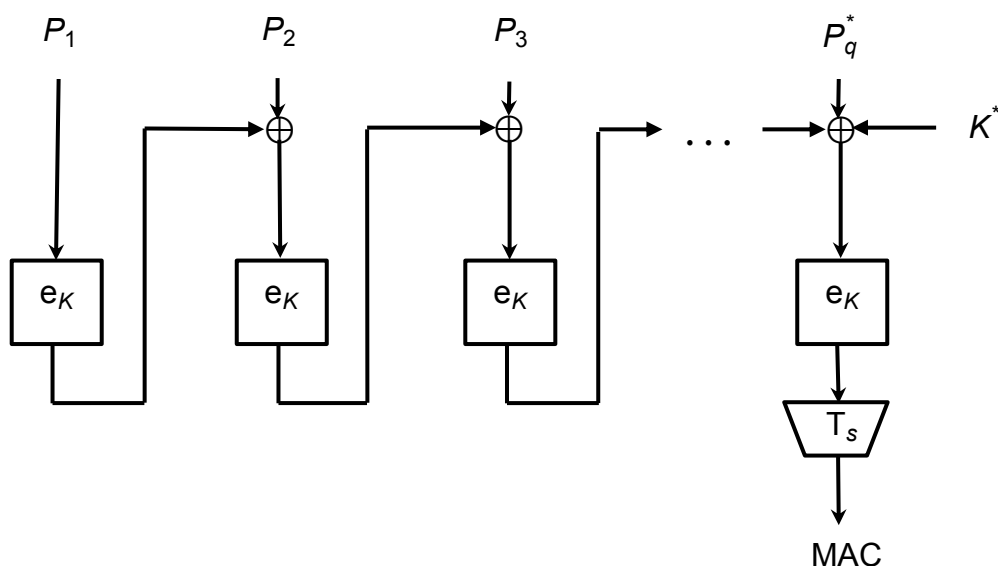 P₁ P₂ P₃ P*q
K*
...
eK eK eK eK
Ts
MAC